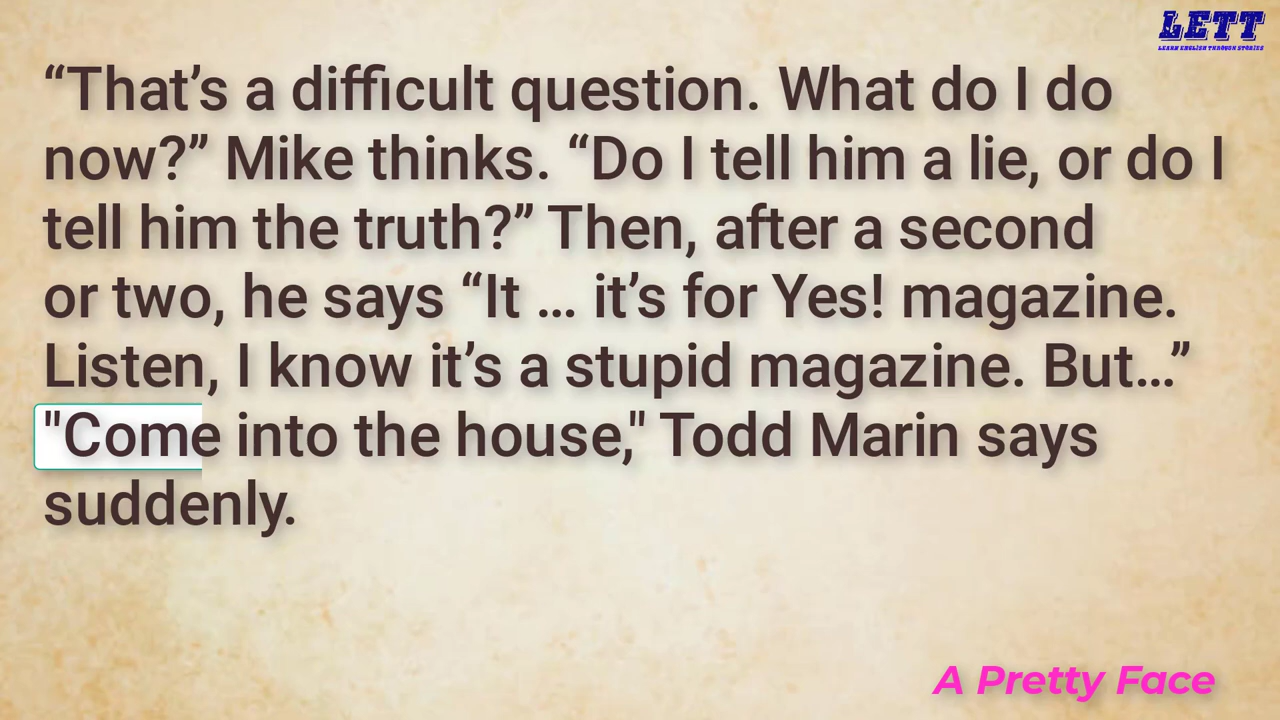 LETT
LEARN ENGLISH THROUGH STORIES
“That’s a difficult question. What do I do
now?” Mike thinks. “Do I tell him a lie, or do I
tell him the truth?” Then, after a second
or two, he says “It ... it’s for Yes! magazine.
Listen, I know it’s a stupid magazine. But...”
"Come into the house," Todd Marin says
suddenly.
A Pretty Face